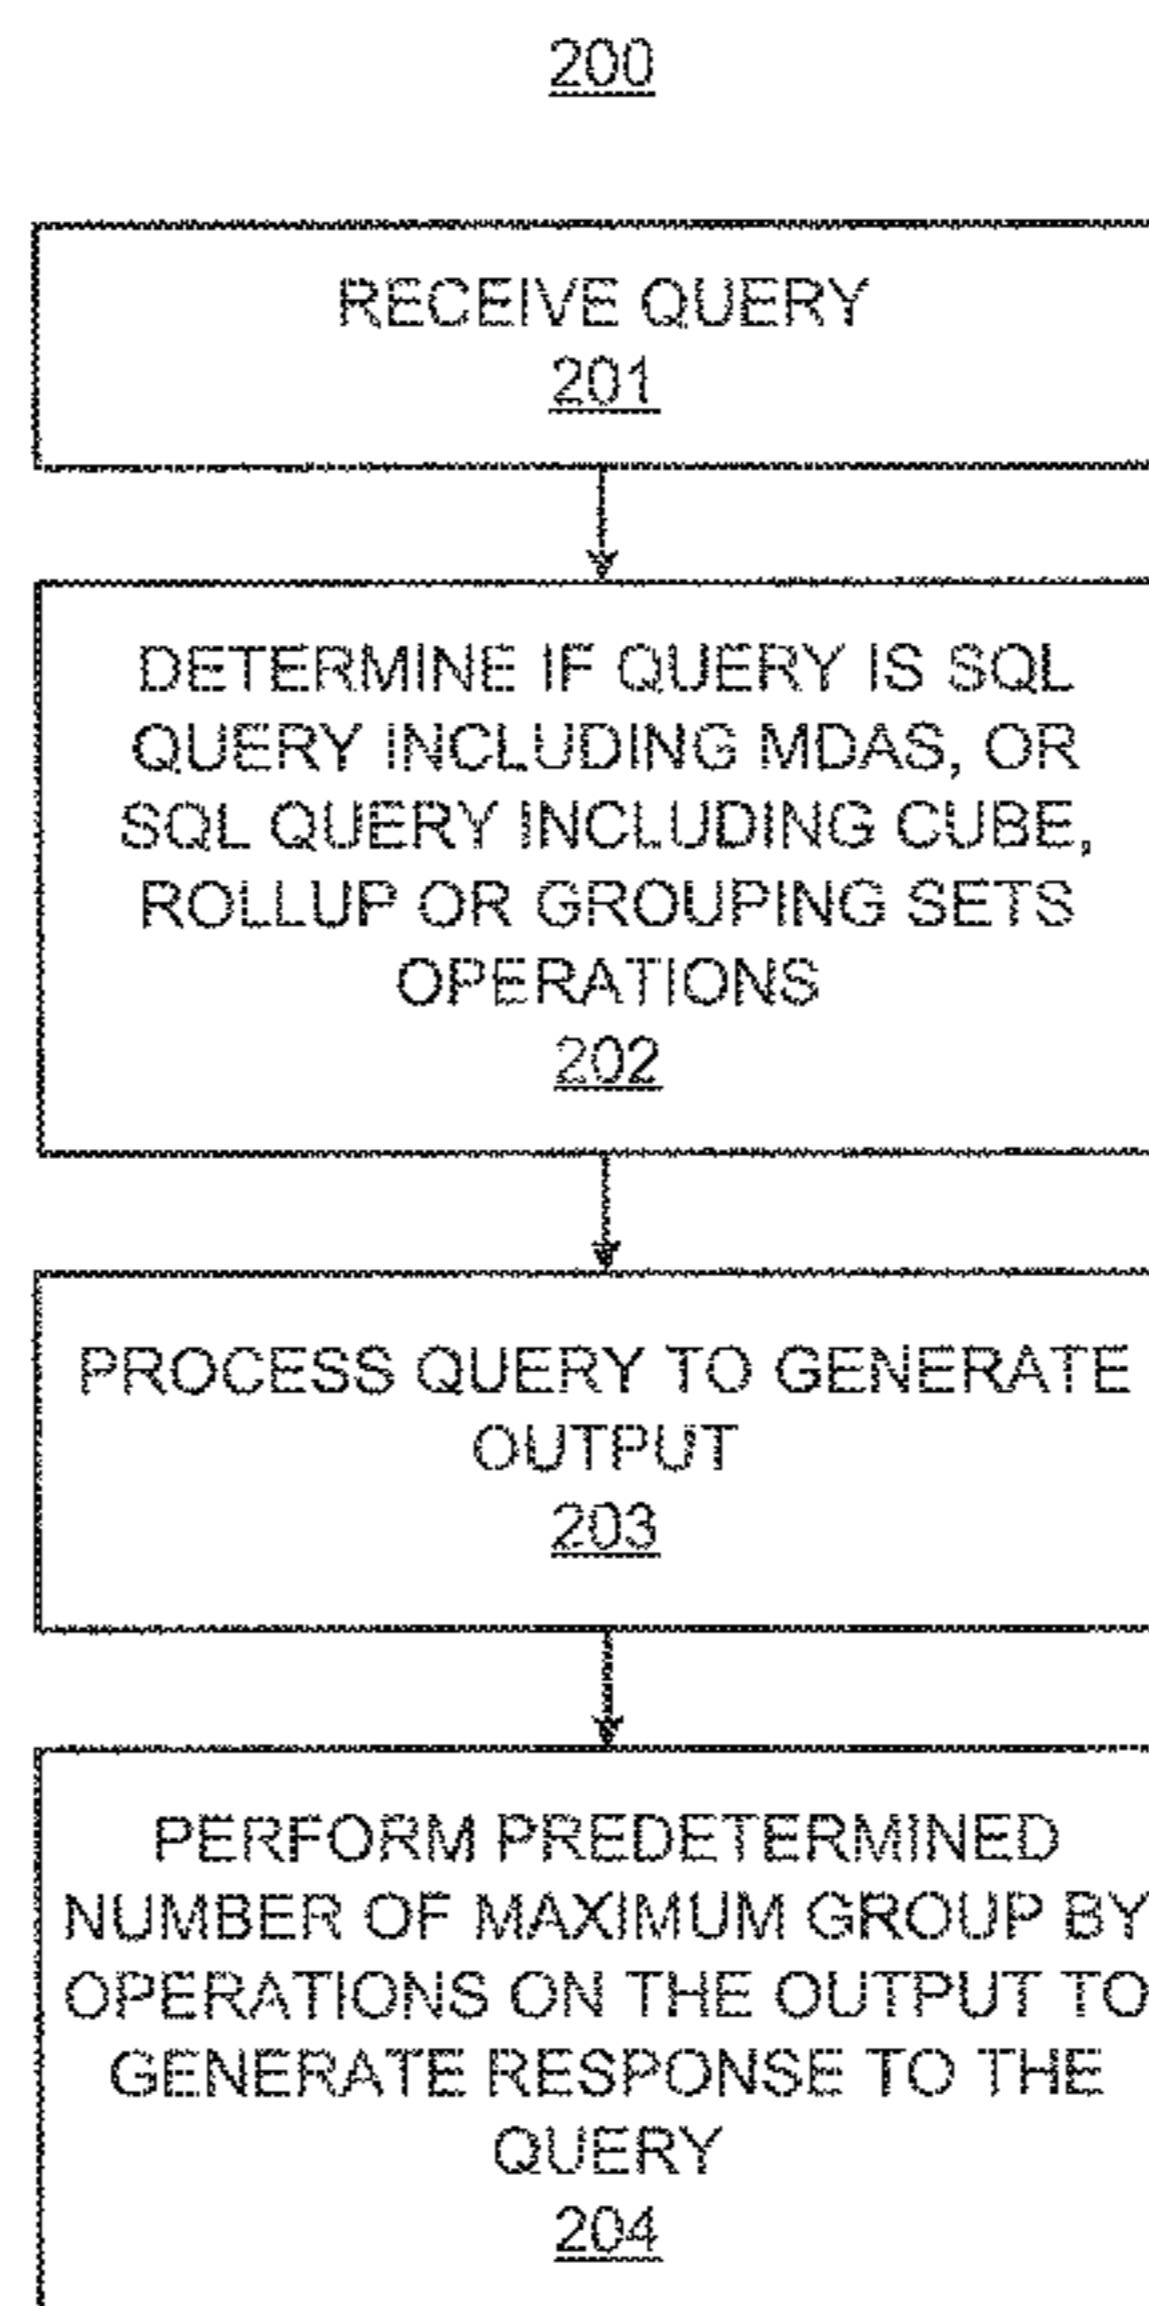 200
RECEIVE QUERY
201
DETERMINE IF QUERY IS SQL
QUERY INCLUDING MDAS, OR
SQL QUERY INCLUDING CUBE,
ROLLUP OR GROUPING SETS
OPERATIONS
202
PROCESS QUERY TO GENERATE
OUTPUT
203
PERFORM PREDETERMINED
NUMBER OF MAXIMUM GROUP BY
OPERATIONS ON THE OUTPUT TO
GENERATE RESPONSE TO THE
QUERY
204